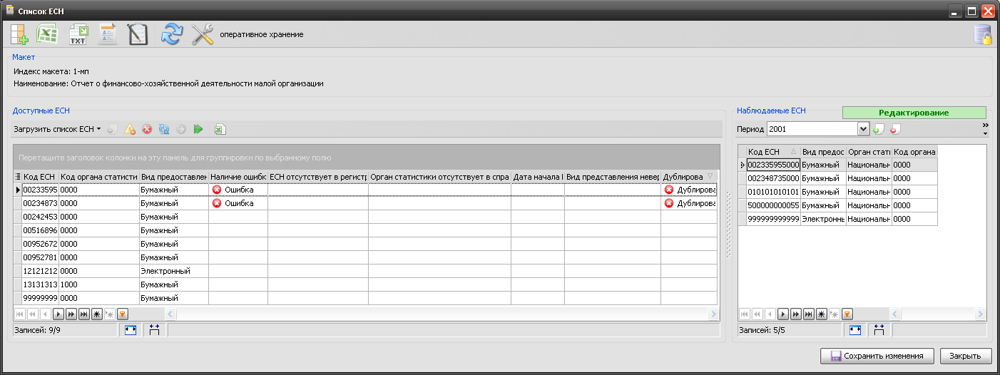 Список ЕСН
TXT
оперативное хранение
Макет
Индекс макета: 1-мп
Наименование: Отчет о финансово-хозяйственной деятельности малой организации
Доступные ЕСН
Загрузить список ЕСН
Перетащите заголовок колонки на эту панель для группировки по выбранному полю
Код ЕСН Код органа статисти Вид предоставлен Наличие ошибк ЕСН отсутствует в регистр Орган статистики отсутствует в спра Дата начала Вид представления невер Дублирова
00233595 0000 Бумажный Ошибка Дублирова
00234873 0000 Бумажный Ошибка Дублирова
00242453 0000 Бумажный
00516896 0000 Бумажный
00952672 0000 Бумажный
00952781 0000 Бумажный
12121212 0000 Электронный
13131313 1000 Бумажный
99999999 0000 Бумажный
Записей: 9/9
Наблюдаемые ЕСН
Редактирование
Период 2001
Код ЕСН Вид предос Орган стат Код органа
002335955000 Бумажный Национальн 0000
002348735000 Бумажный Национальн 0000
010101010101 Бумажный Национальн 0000
500000000055 Бумажный Национальн 0000
999999999999 Электронны Национальн 0000
Записей: 5/5
Сохранить изменения
Закрыть